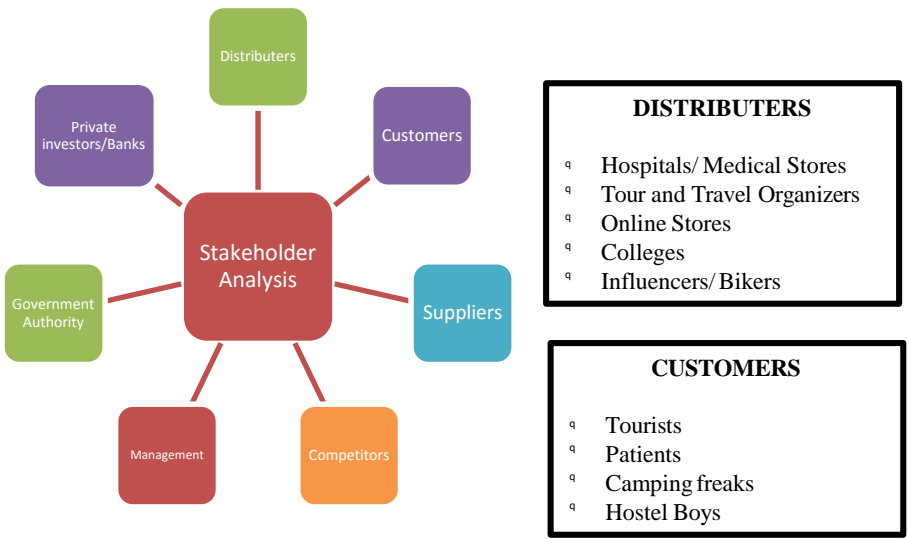 Distributers
Private
investors/Banks
Customers
Stakeholder
Analysis
Government
Authority
Suppliers
Management
Competitors
DISTRIBUTERS
q Hospitals/ Medical Stores
q Tour and Travel Organizers
q Online Stores
q Colleges
q Influencers/ Bikers
CUSTOMERS
q Tourists
q Patients
q Camping freaks
q Hostel Boys